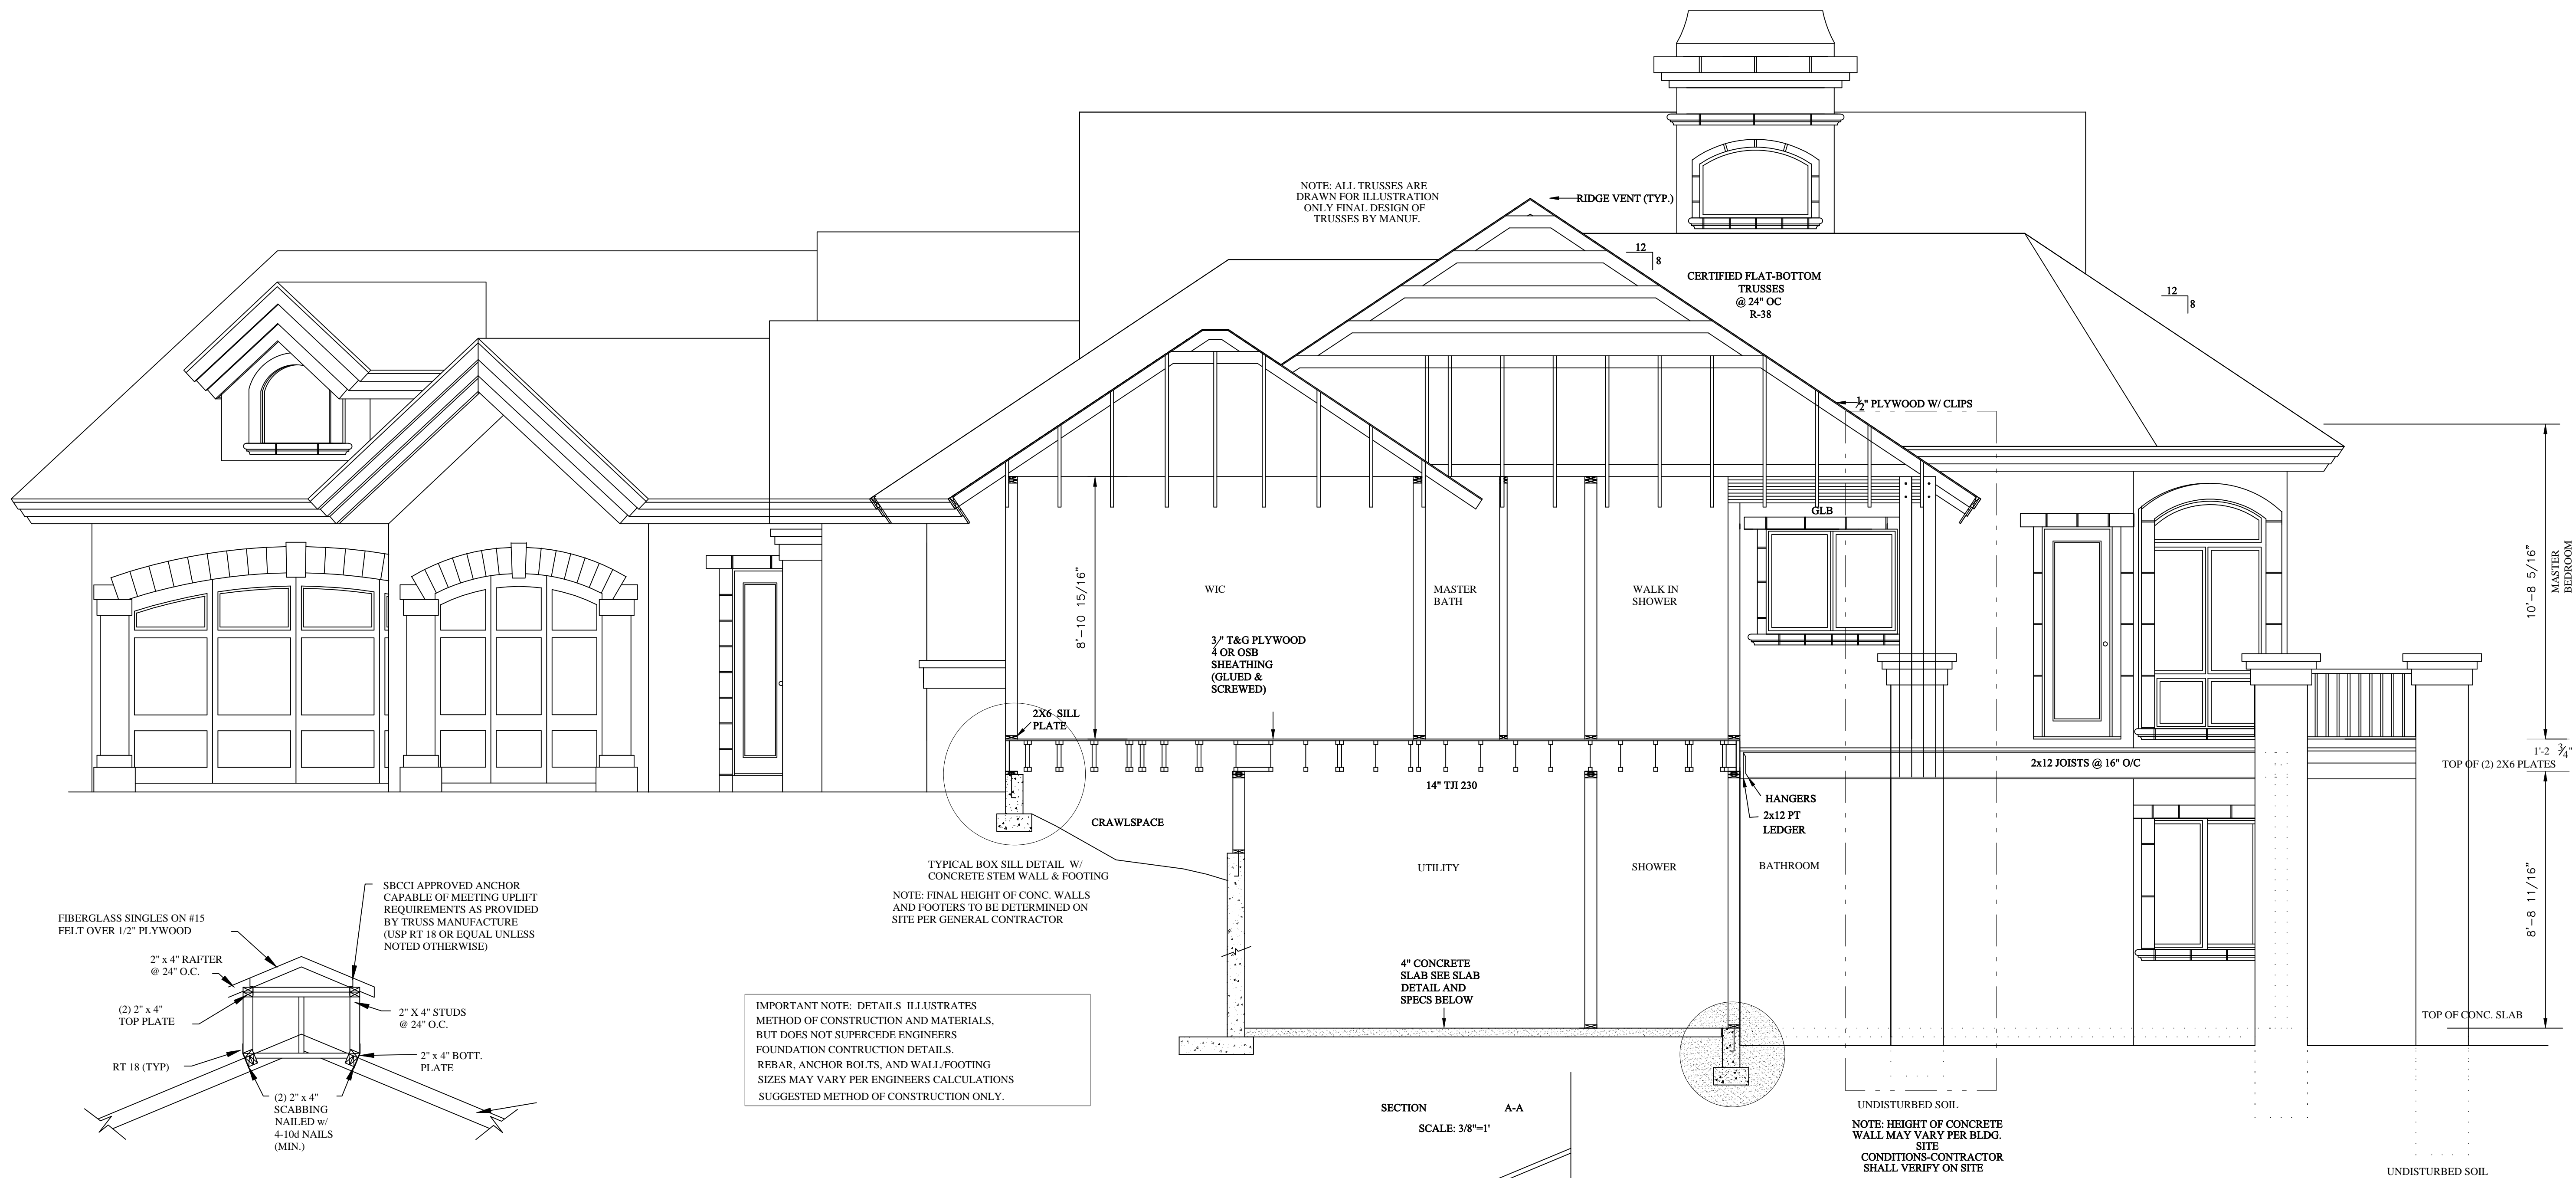 NOTE: ALL TRUSSES ARE
DRAWN FOR ILLUSTRATION
ONLY FINAL DESIGN OF
TRUSSES BY MANUF.
RIDGE VENT (TYP.)
12
8
CERTIFIED FLAT-BOTTOM
TRUSSES
@ 24" OC
R-38
12
8
1/2" PLYWOOD W/ CLIPS
GLB
WIC
MASTER
BATH
WALK IN
SHOWER
8'-10 15/16"
3/4" T&G PLYWOOD
OR OSB
SHEATHING
(GLUED &
SCREWED)
2X6 SILL
PLATE
10'-8 5/16"
MASTER
BEDROOM
1'-2 3/4"
TOP OF (2) 2X6 PLATES
2x12 JOISTS @ 16" O/C
14" TJI 230
HANGERS
2x12 PT
LEDGER
CRAWLSPACE
TYPICAL BOX SILL DETAIL W/
CONCRETE STEM WALL & FOOTING
NOTE: FINAL HEIGHT OF CONC. WALLS
AND FOOTERS TO BE DETERMINED ON
SITE PER GENERAL CONTRACTOR
UTILITY
SHOWER
BATHROOM
8'-8 11/16"
4" CONCRETE
SLAB SEE SLAB
DETAIL AND
SPECS BELOW
TOP OF CONC. SLAB
SBCCI APPROVED ANCHOR
CAPABLE OF MEETING UPLIFT
REQUIREMENTS AS PROVIDED
BY TRUSS MANUFACTURE
(USP RT 18 OR EQUAL UNLESS
NOTED OTHERWISE)
FIBERGLASS SINGLES ON #15
FELT OVER 1/2" PLYWOOD
2" x 4" RAFTER
@ 24" O.C.
(2) 2" x 4"
TOP PLATE
2" X 4" STUDS
@ 24" O.C.
RT 18 (TYP)
2" x 4" BOTT.
PLATE
(2) 2" x 4"
SCABBING
NAILED w/
4-10d NAILS
(MIN.)
IMPORTANT NOTE: DETAILS ILLUSTRATES
METHOD OF CONSTRUCTION AND MATERIALS,
BUT DOES NOT SUPERCEDE ENGINEERS
FOUNDATION CONTRUCTION DETAILS.
REBAR, ANCHOR BOLTS, AND WALL/FOOTING
SIZES MAY VARY PER ENGINEERS CALCULATIONS
SUGGESTED METHOD OF CONSTRUCTION ONLY.
SECTION A-A
SCALE: 3/8"=1'
UNDISTURBED SOIL
NOTE: HEIGHT OF CONCRETE
WALL MAY VARY PER BLDG.
SITE
CONDITIONS-CONTRACTOR
SHALL VERIFY ON SITE
UNDISTURBED SOIL